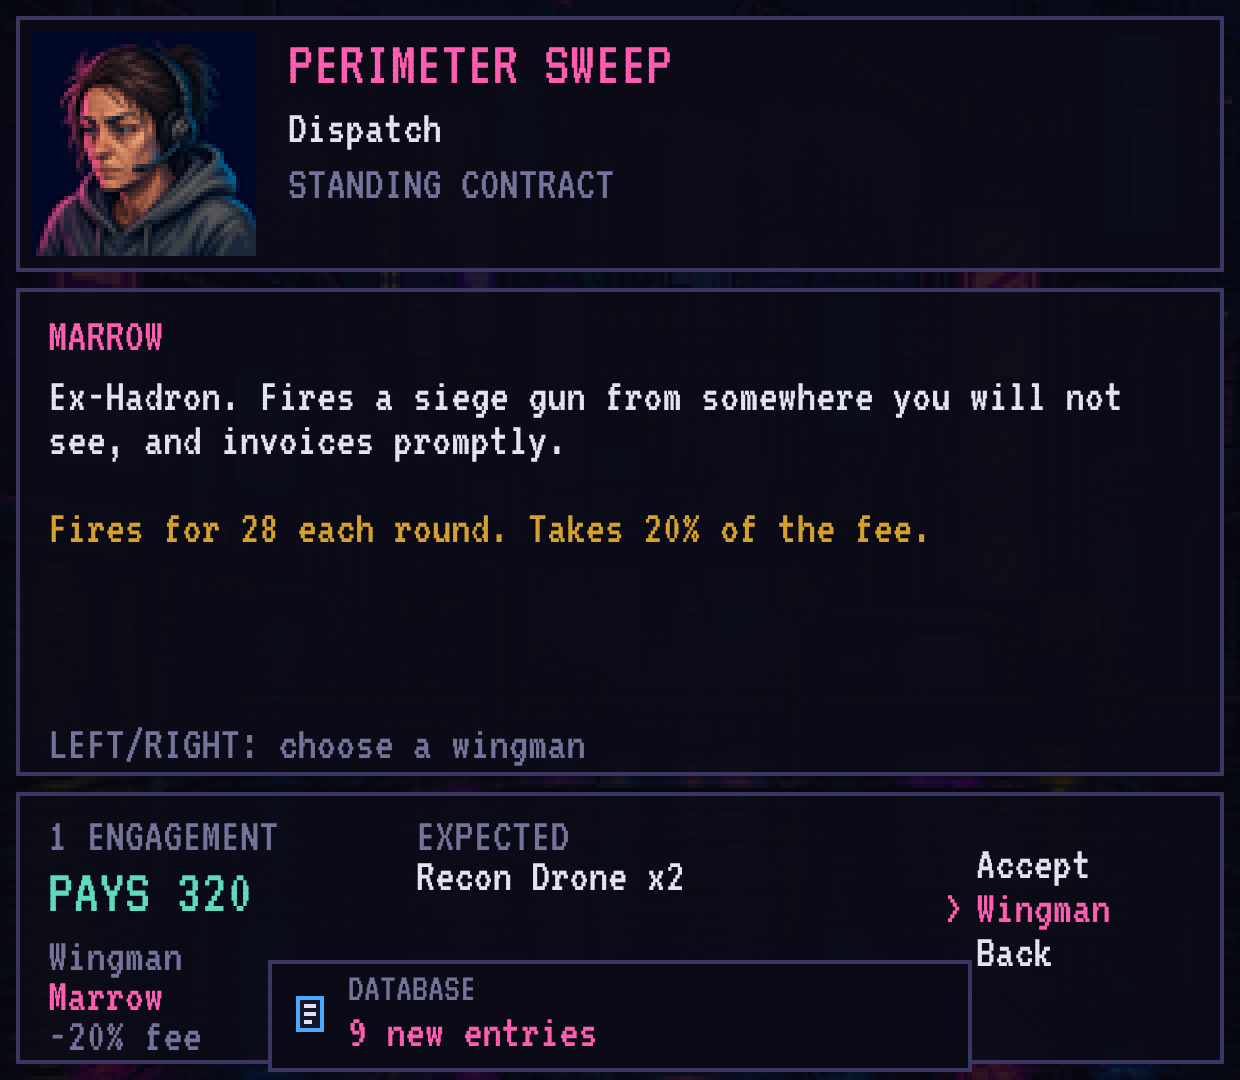 PERIMETER SWEEP
Dispatch
STANDING CONTRACT
MARROW
Ex-Hadron. Fires a siege gun from somewhere you will not
see, and invoices promptly.
Fires for 28 each round. Takes 20% of the fee.
LEFT/RIGHT: choose a wingman
1 ENGAGEMENT
PAYS 320
Wingman
Marrow
-20% fee
EXPECTED
Recon Drone x2
Accept
> Wingman
Back
DATABASE
9 new entries